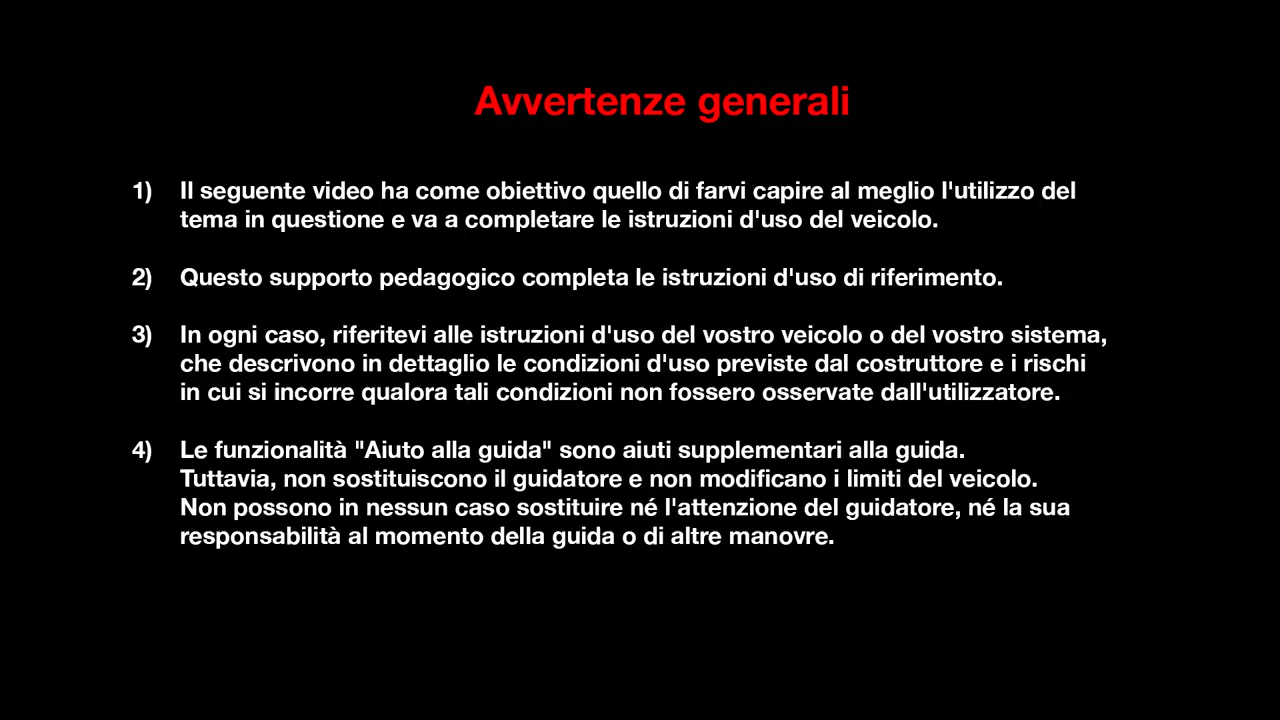 Avvertenze generali
1) Il seguente video ha come obiettivo quello di farvi capire al meglio l'utilizzo del
tema in questione e va a completare le istruzioni d'uso del veicolo.
2) Questo supporto pedagogico completa le istruzioni d'uso di riferimento.
3) In ogni caso, riferitevi alle istruzioni d'uso del vostro veicolo o del vostro sistema,
che descrivono in dettaglio le condizioni d'uso previste dal costruttore e i rischi
in cui si incorre qualora tali condizioni non fossero osservate dall'utilizzatore.
4) Le funzionalità "Aiuto alla guida" sono aiuti supplementari alla guida.
Tuttavia, non sostituiscono il guidatore e non modificano i limiti del veicolo.
Non possono in nessun caso sostituire né l'attenzione del guidatore, né la sua
responsabilità al momento della guida o di altre manovre.